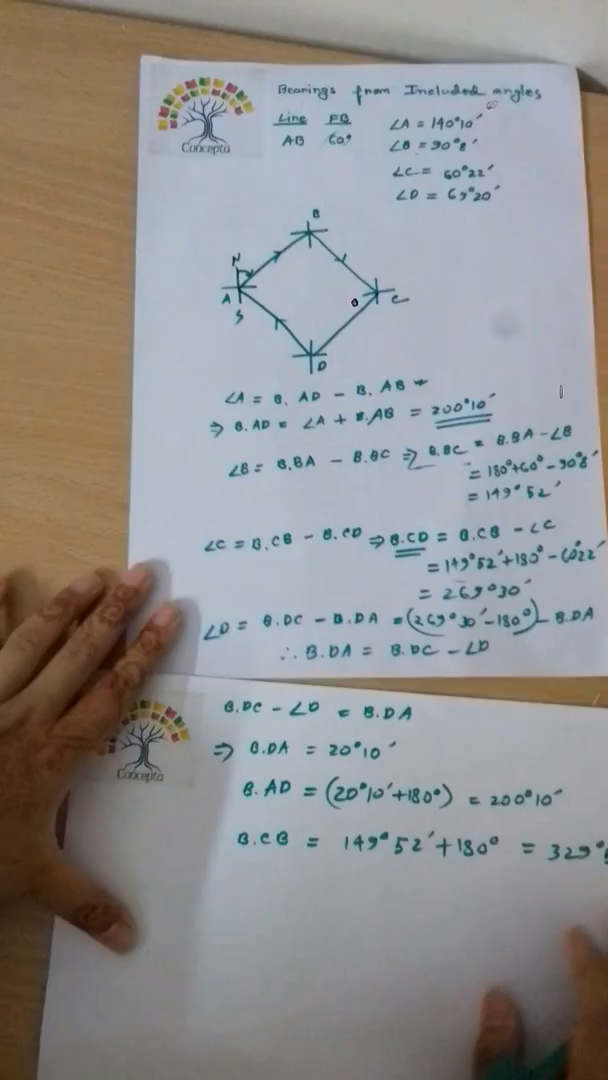 Concepta
Bearings from Included angles
Line FB
AB 60°
∠A = 140°10′
∠B = 90°8′
∠C = 60°22′
∠D = 69°20′
B
N
A
S
C
D
∠A = B. AD - B. AB
⇒ B. AD = ∠A + B. AB = 200°10′
∠B = B.BA - B.BC ⇒ B.BC = B.BA - ∠B
= 180°+60° - 90°8′
= 149°52′
∠C = B.CB - B.CD ⇒ B.CD = B.CB - ∠C
= 149°52′+180° - 60°22′
= 269°30′
∠D = B.DC - B.DA = (269°30′-180°) - B.DA
∴ B.DA = B.DC - ∠D
Concepta
B.DC - ∠D = B.DA
⇒ B.DA = 20°10′
B.AD = (20°10′+180°) = 200°10′
B.CB = 149°52′+180° = 329°